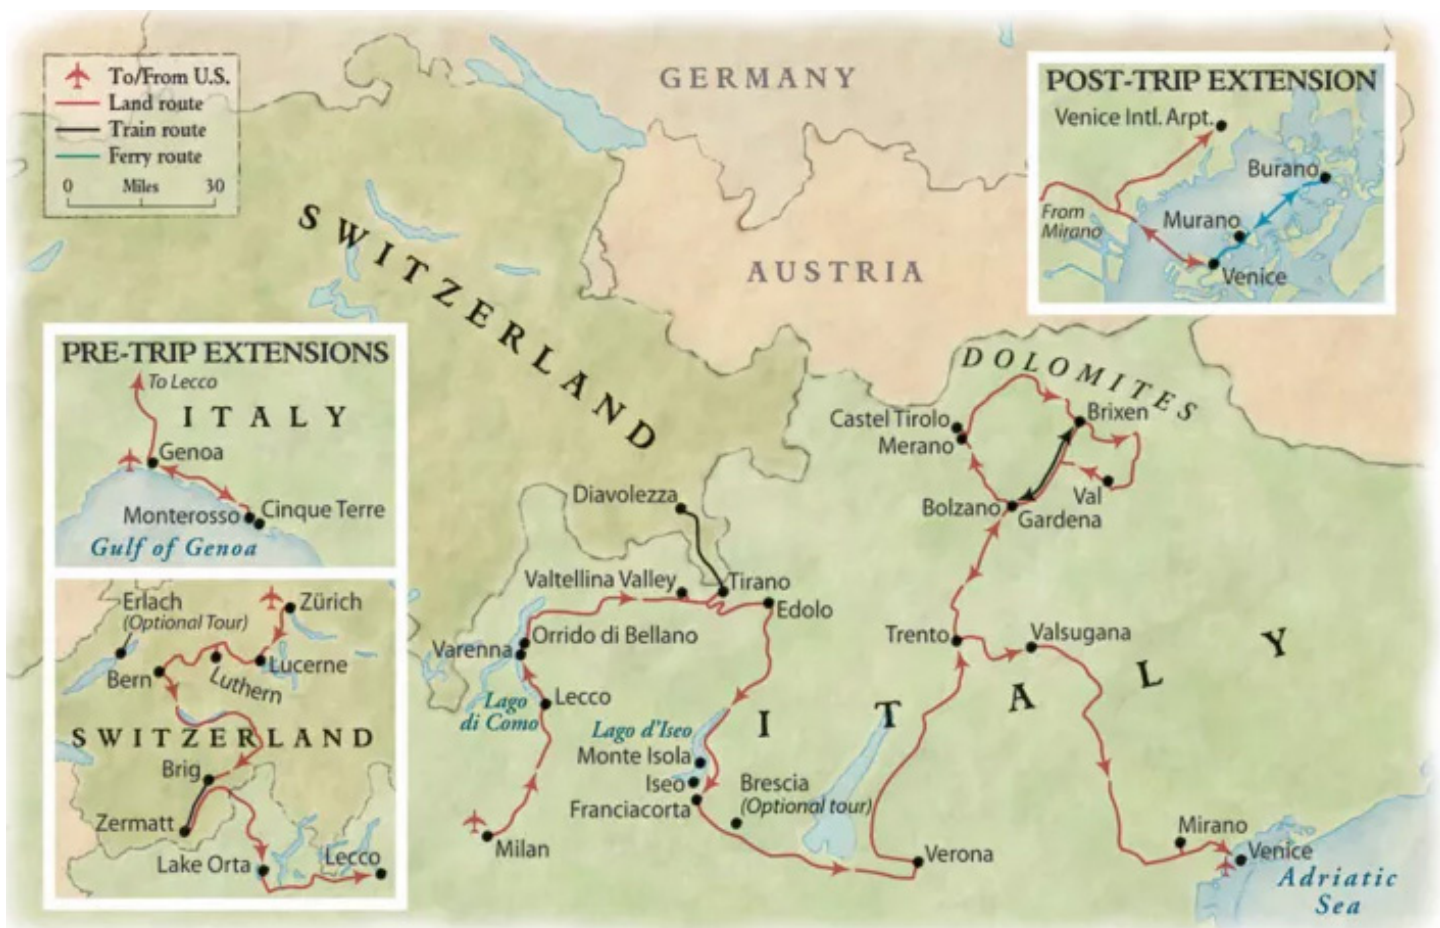 To/From U.S.
Land route
Train route
Ferry route
0 Miles 30
GERMANY
SWITZERLAND
AUSTRIA
POST-TRIP EXTENSION
Venice Intl. Arpt.
Burano
From
Mirano
Murano
Venice
PRE-TRIP EXTENSIONS
To Lecco
ITALY
Genoa
Monterosso
Cinque Terre
Gulf of Genoa
Erlach
(Optional Tour)
Zürich
Lucerne
Bern
Luthern
SWITZERLAND
Brig
Zermatt
Lake Orta
Lecco
DOLOMITES
Castel Tirolo
Merano
Brixen
Bolzano
Val
Gardena
Diavolezza
Valtellina Valley
Tirano
Edolo
Orrido di Bellano
Varenna
Lago
di Como
Lecco
Milan
Lago d'Iseo
Monte Isola
Iseo
Franciacorta
Brescia
(Optional tour)
Verona
Trento
Valsugana
ITALY
Mirano
Venice
Adriatic
Sea